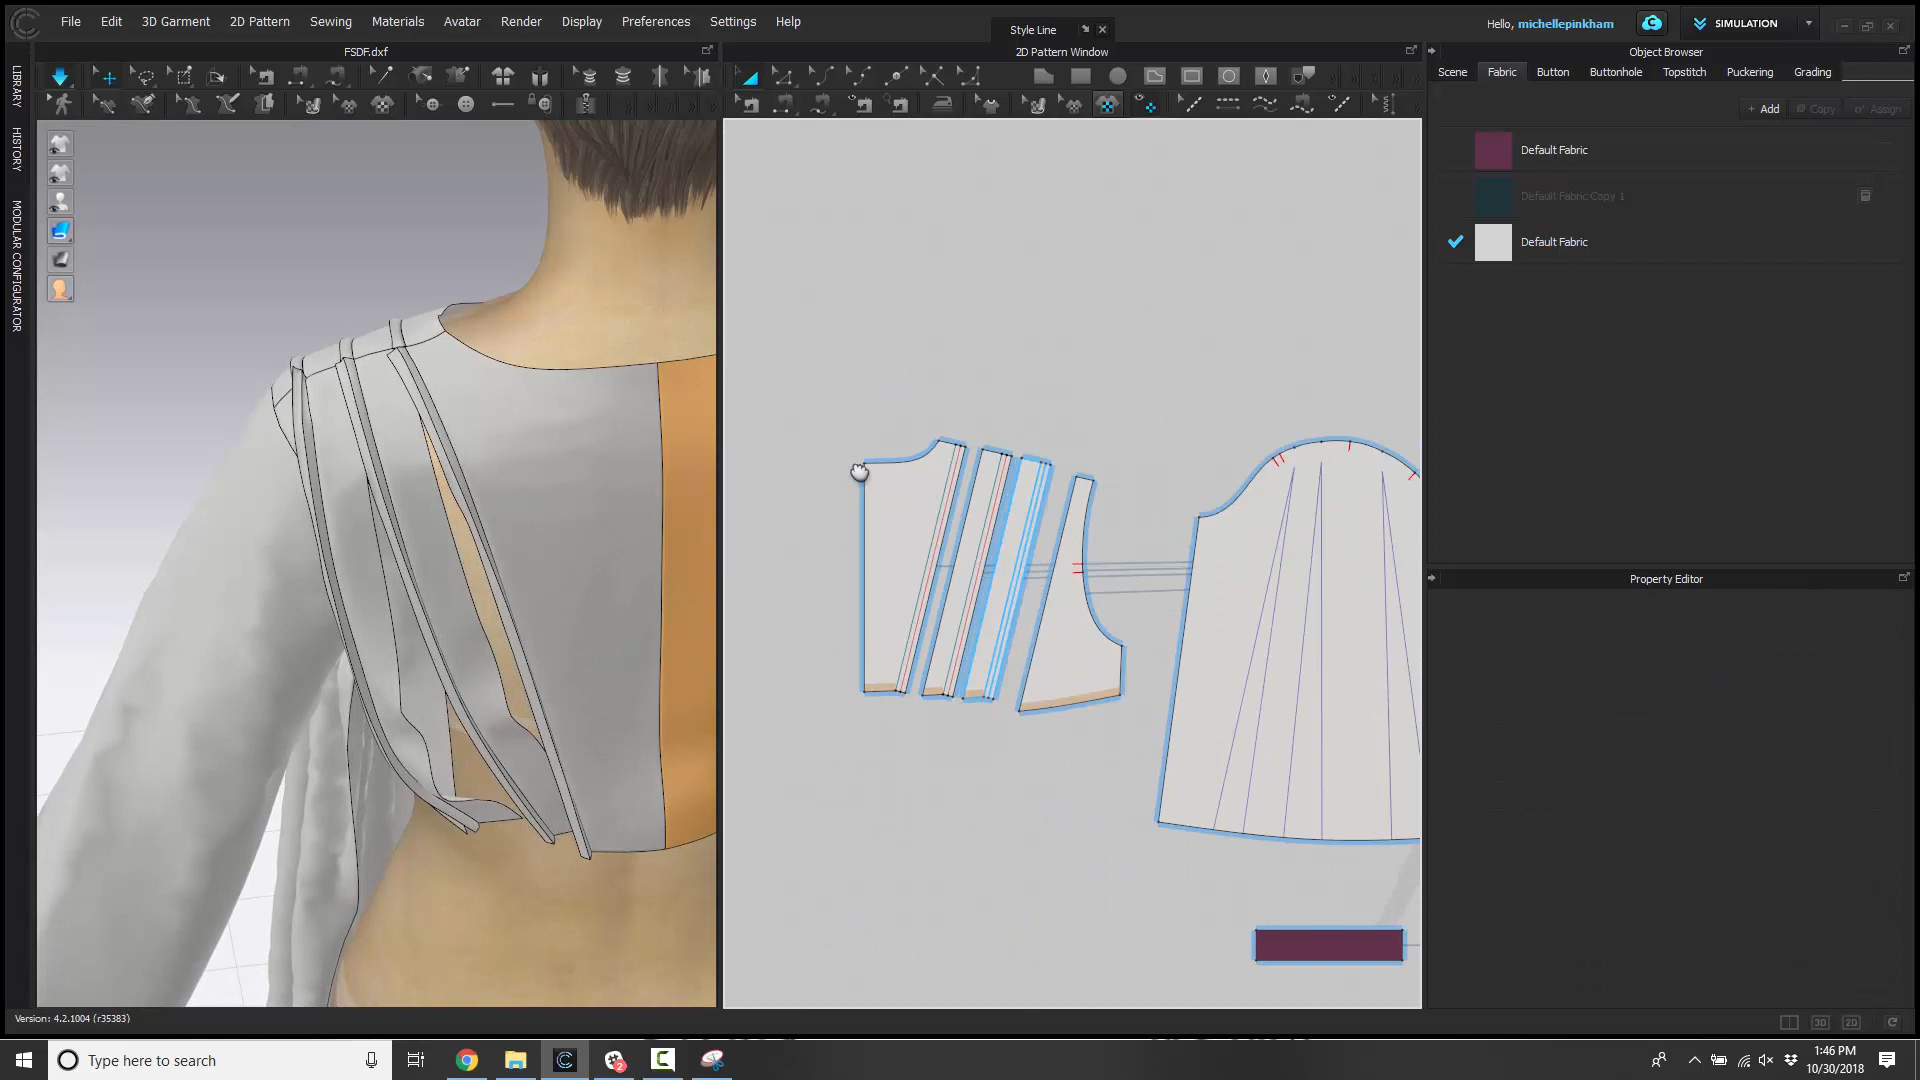 File Edit 3D Garment 2D Pattern Sewing Materials Avatar Render Display Preferences Settings Help
Style Line
Hello, michellepinkham
SIMULATION
FSDF.dxf
2D Pattern Window
Object Browser
Scene Fabric Button Buttonhole Topstitch Puckering Grading
+ Add Copy Assign
Default Fabric
Default Fabric Copy 1
Default Fabric
Property Editor
LIBRARY
HISTORY
MODULAR CONFIGURATOR
Version: 4.2.1004 (r35383)
3D 2D
Type here to search
2
1:46 PM
10/30/2018